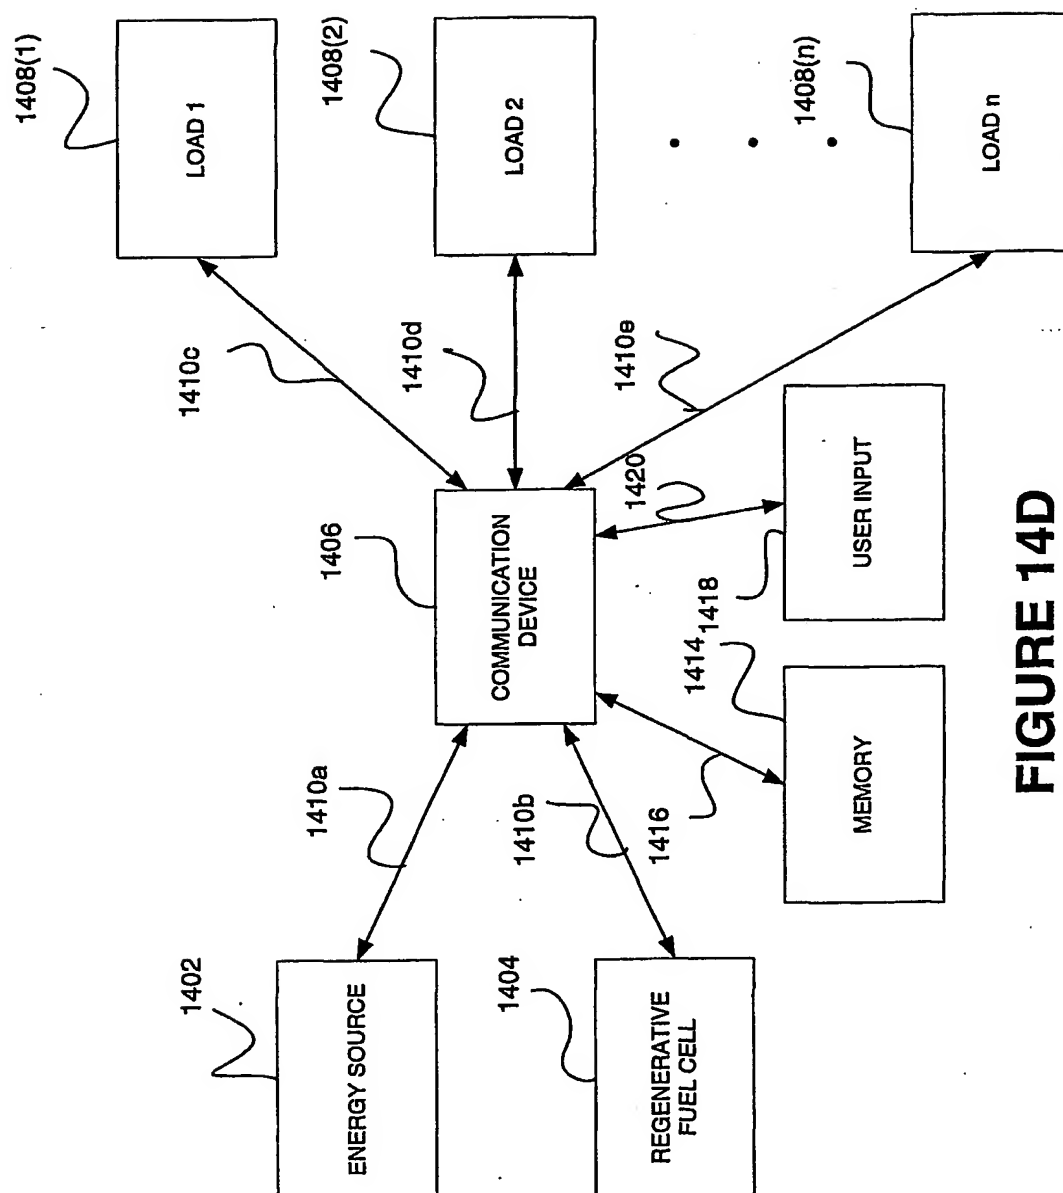 1408(1)
LOAD 1
1402
1410c
1408(2)
ENERGY SOURCE
1410a
1406
1410d
LOAD 2
COMMUNICATION
DEVICE
1404
1410b
1410e
1420
REGENERATIVE
FUEL CELL
1416
1414
1418
1408(n)
MEMORY
USER INPUT
LOAD n
FIGURE 14D